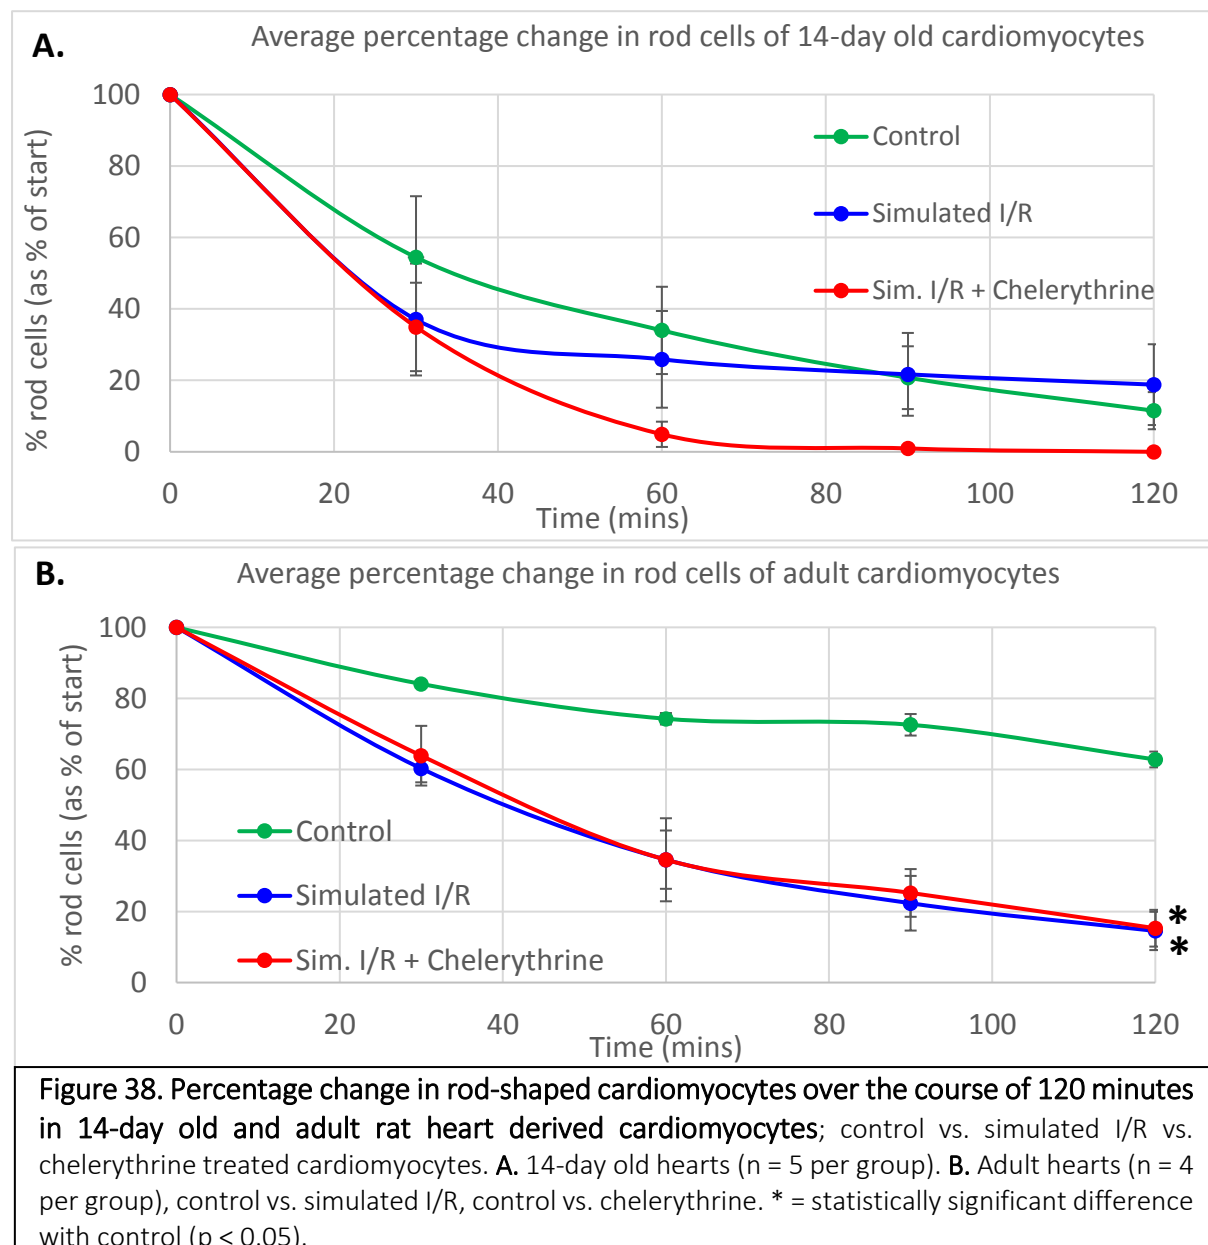 A.
Average percentage change in rod cells of 14-day old cardiomyocytes
% rod cells (as % of start)
100
80
60
40
20
0
Control
Simulated I/R
Sim. I/R + Chelerythrine
0 20 40 60 80 100 120
Time (mins)
B.
Average percentage change in rod cells of adult cardiomyocytes
% rod cells (as % of start)
100
80
60
40
20
0
Control
Simulated I/R
Sim. I/R + Chelerythrine
*
*
0 20 40 60 80 100 120
Time (mins)
Figure 38. Percentage change in rod-shaped cardiomyocytes over the course of 120 minutes
in 14-day old and adult rat heart derived cardiomyocytes; control vs. simulated I/R vs.
chelerythrine treated cardiomyocytes. A. 14-day old hearts (n = 5 per group). B. Adult hearts (n = 4
per group), control vs. simulated I/R, control vs. chelerythrine. * = statistically significant difference
with control (p < 0.05).